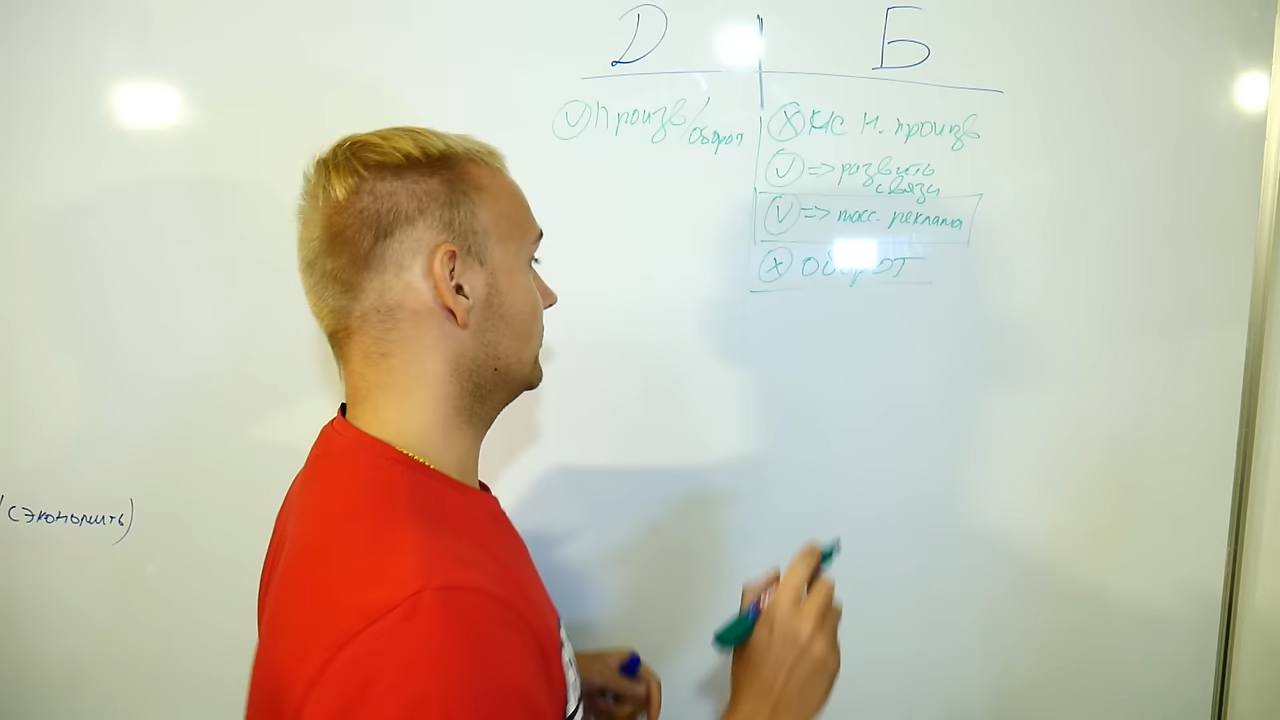 Д Б
произв/оборот
н. произв
=> развить
связи
=> масс. реклама
оборот
(сэкономить)